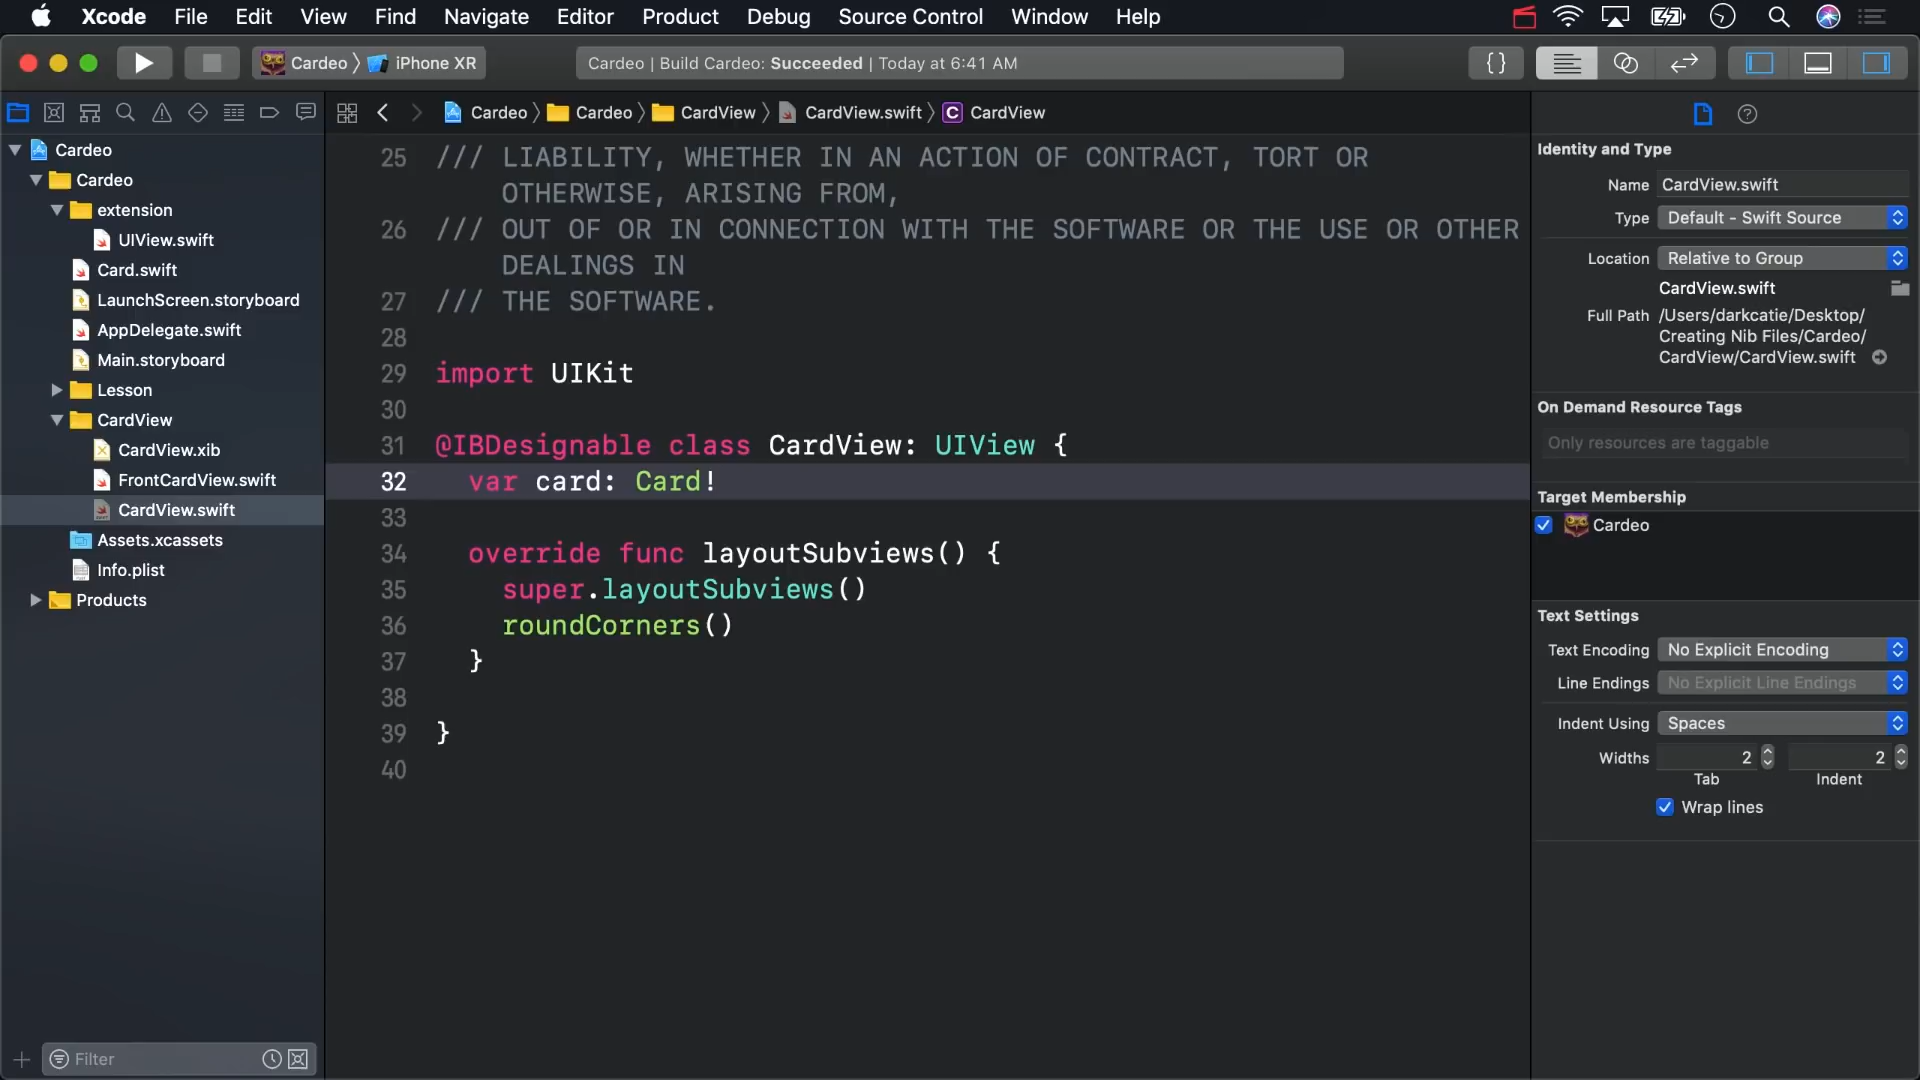 Xcode File Edit View Find Navigate Editor Product Debug Source Control Window Help
Cardeo iPhone XR
Cardeo | Build Cardeo: Succeeded | Today at 6:41 AM
{}
Cardeo Cardeo CardView CardView.swift C CardView
Cardeo
Cardeo
extension
UIView.swift
Card.swift
LaunchScreen.storyboard
AppDelegate.swift
Main.storyboard
Lesson
CardView
CardView.xib
FrontCardView.swift
CardView.swift
Assets.xcassets
Info.plist
Products
Filter
25 /// LIABILITY, WHETHER IN AN ACTION OF CONTRACT, TORT OR
OTHERWISE, ARISING FROM,
26 /// OUT OF OR IN CONNECTION WITH THE SOFTWARE OR THE USE OR OTHER
DEALINGS IN
27 /// THE SOFTWARE.
28
29 import UIKit
30
31 @IBDesignable class CardView: UIView {
32 var card: Card!
33
34 override func layoutSubviews() {
35 super.layoutSubviews()
36 roundCorners()
37 }
38
39 }
40
Identity and Type
Name CardView.swift
Type Default - Swift Source
Location Relative to Group
CardView.swift
Full Path /Users/darkcatie/Desktop/
Creating Nib Files/Cardeo/
CardView/CardView.swift
On Demand Resource Tags
Only resources are taggable
Target Membership
Cardeo
Text Settings
Text Encoding No Explicit Encoding
Line Endings No Explicit Line Endings
Indent Using Spaces
Widths 2 2
Tab Indent
Wrap lines